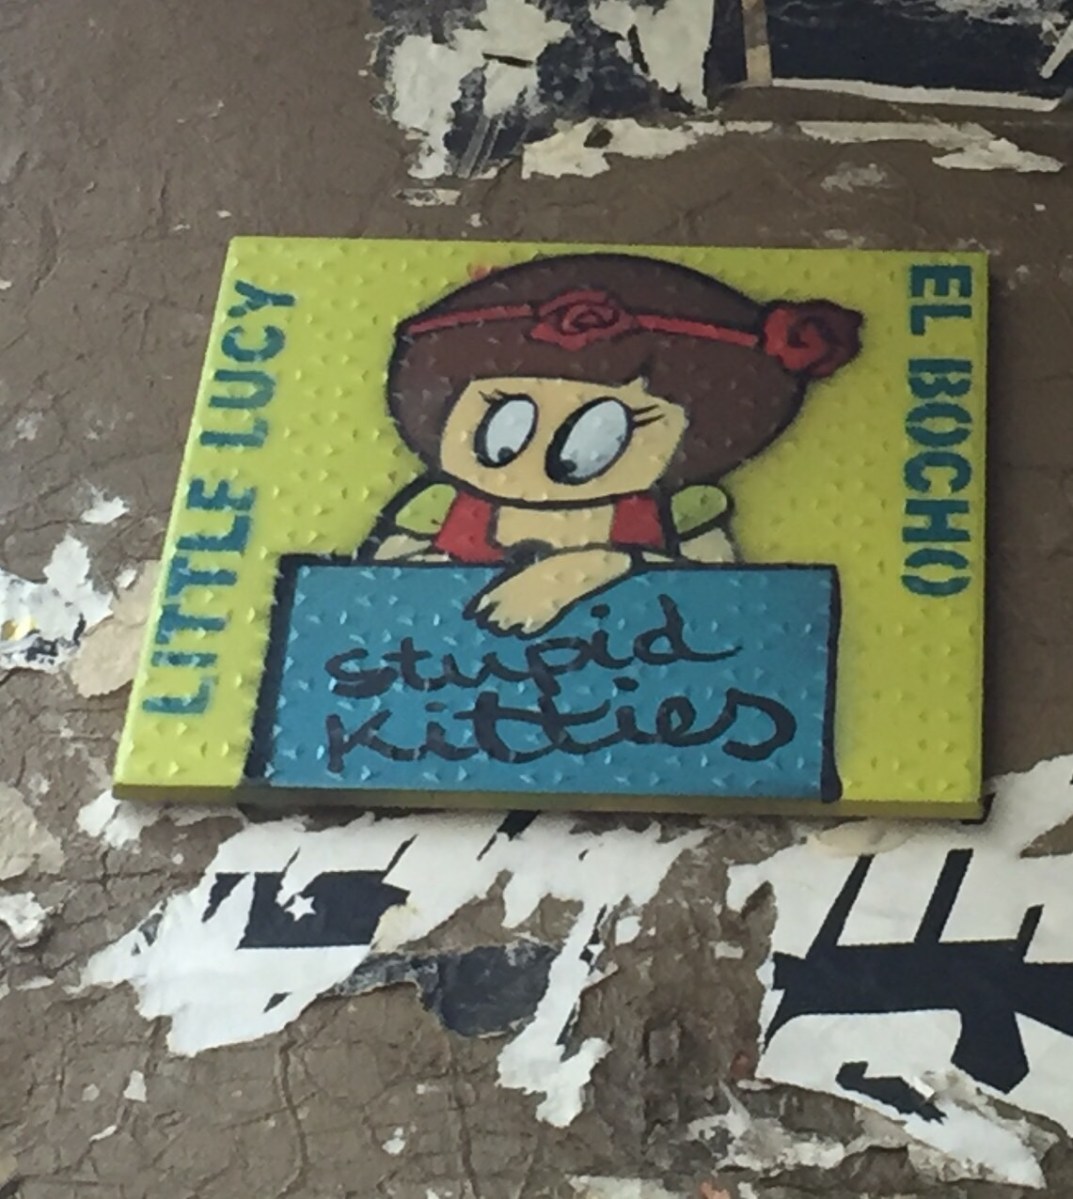 LITTLE LUCY
EL BOCHO
stupid
Kitties